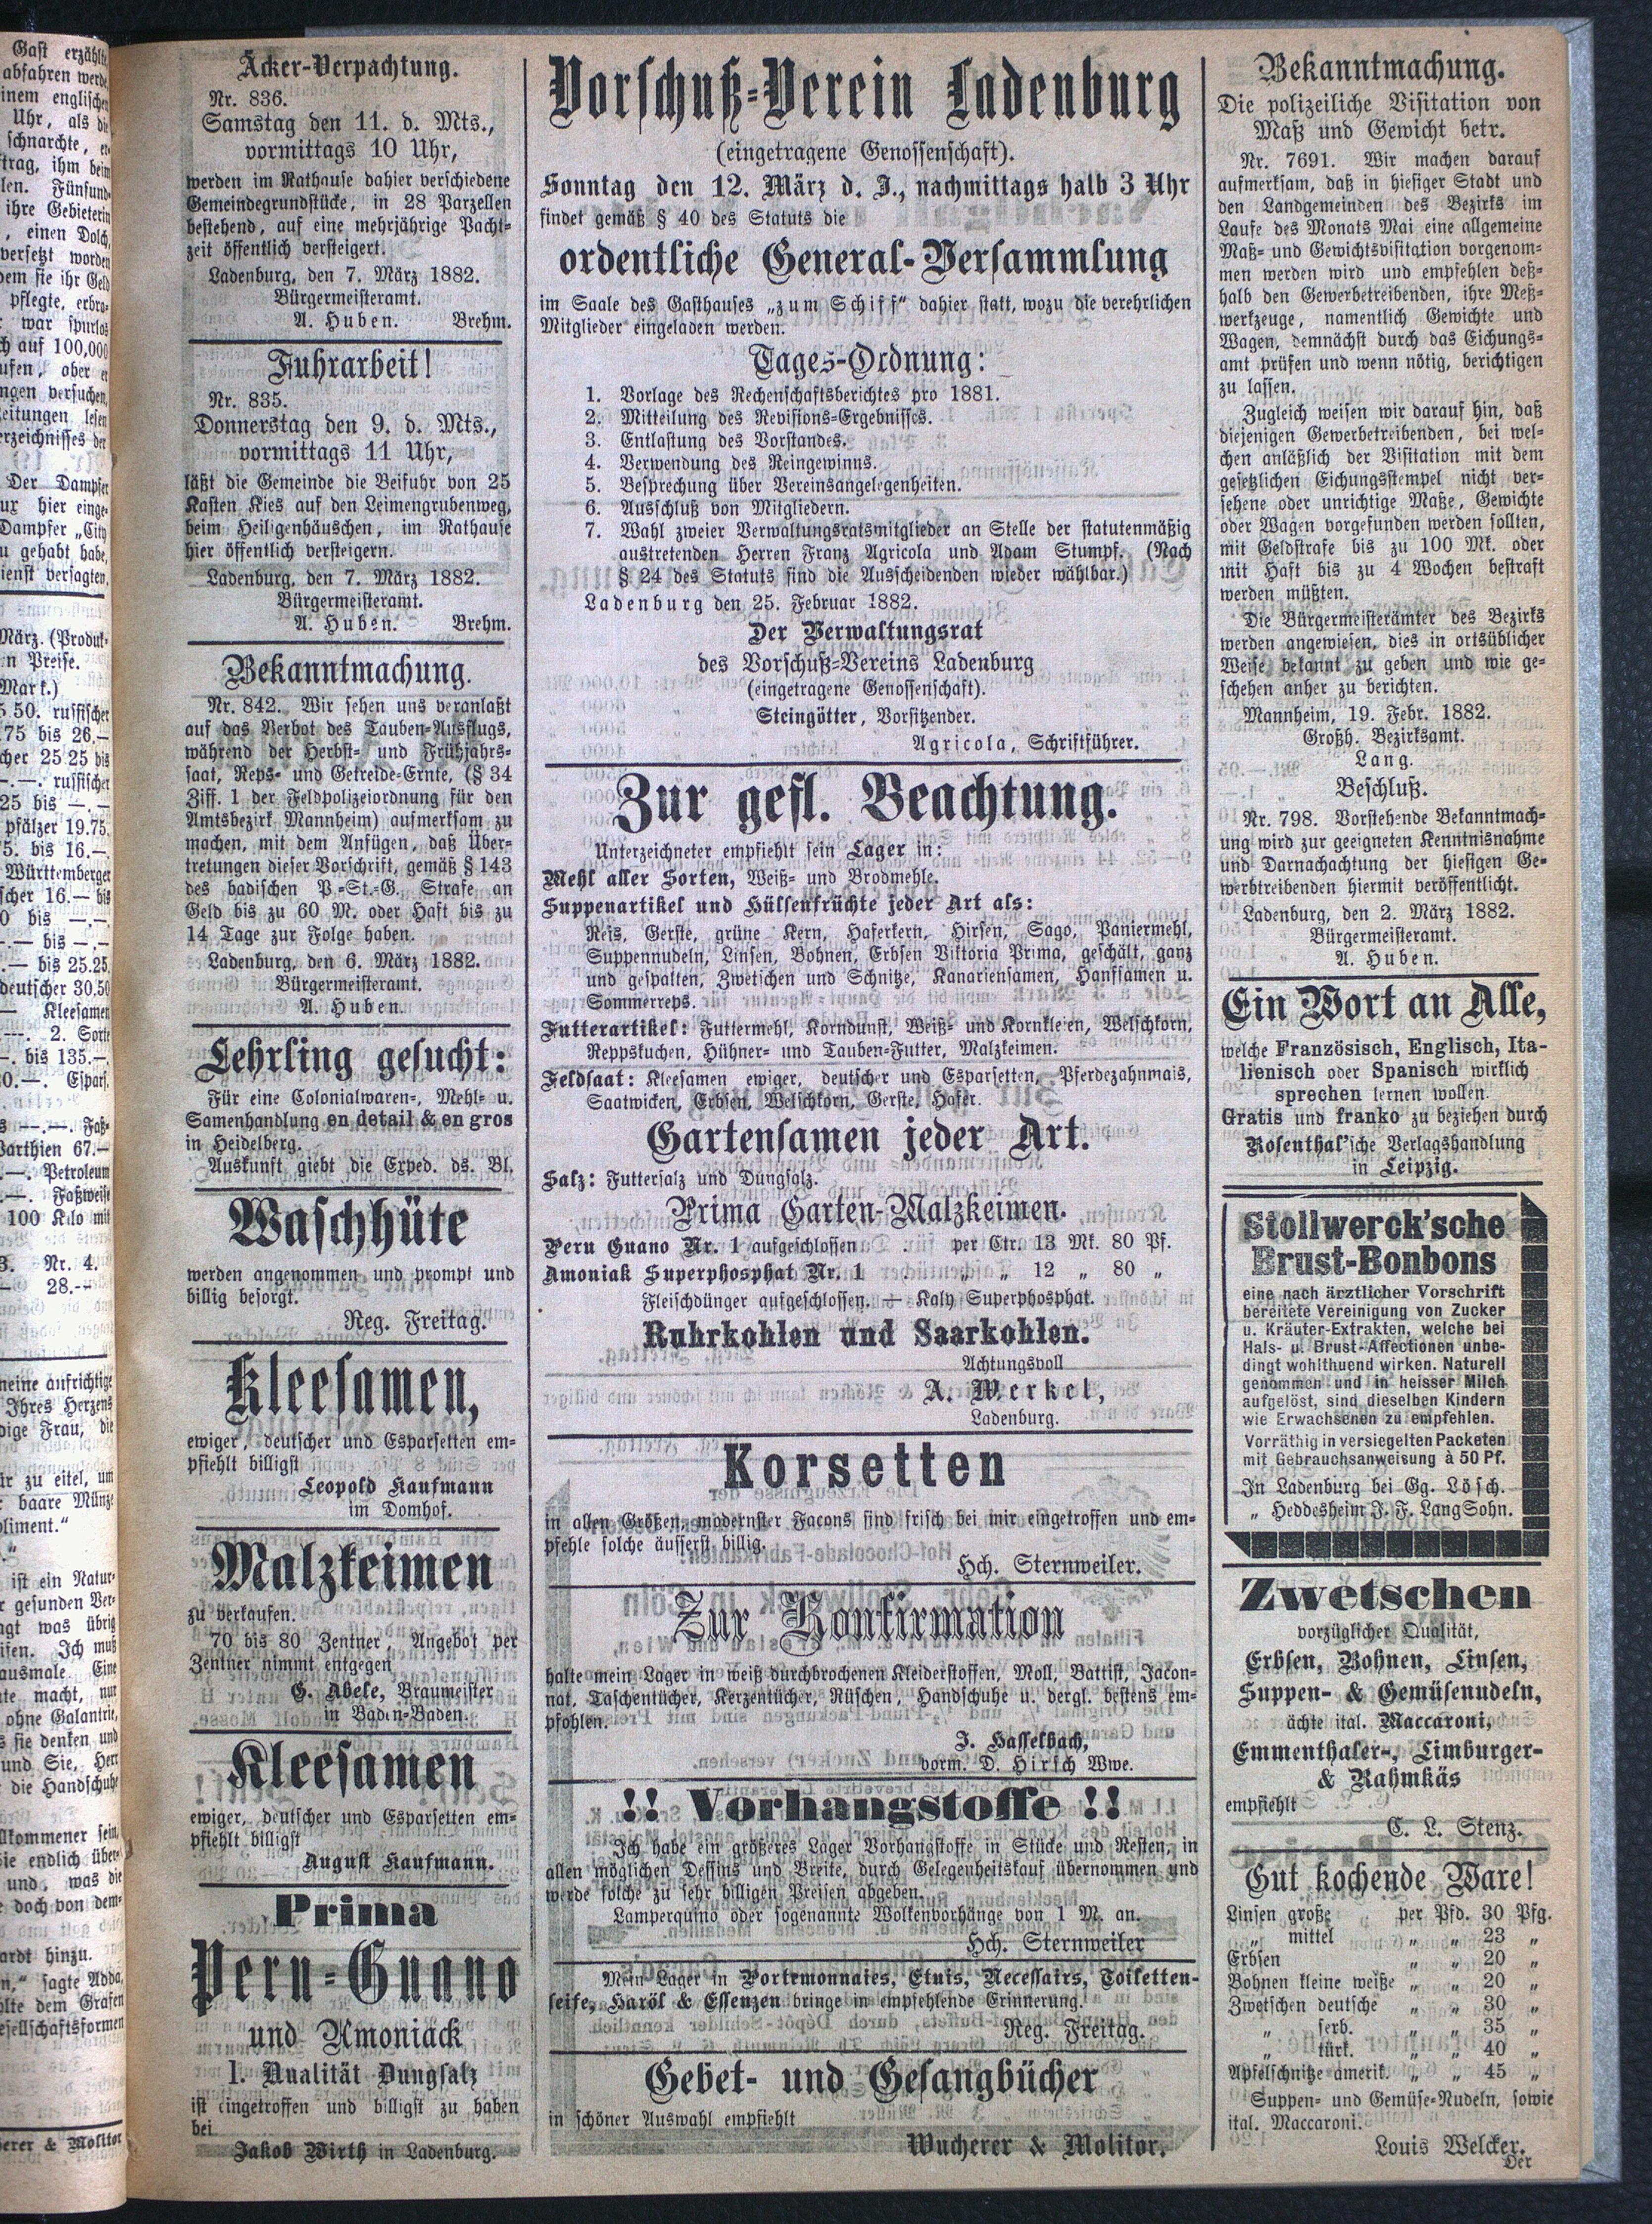 Äcker-Verpachtung.
Nr. 836.
Samstag den 11. d. Mts.,
vormittags 10 Uhr,
werden im Rathause dahier verschiedene
Gemeindegrundstücke, in 28 Parzellen
bestehend, auf eine mehrjährige Pacht-
zeit öffentlich versteigert.
Ladenburg, den 7. März 1882.
Bürgermeisteramt.
A. Huben. Brehm.
Fuhrarbeit!
Nr. 835.
Donnerstag den 9. d. Mts.,
vormittags 11 Uhr,
läßt die Gemeinde die Beifuhr von 25
Kasten Kies auf den Leimengrubenweg,
beim Heiligenhäuschen, im Rathause
hier öffentlich versteigern.
Ladenburg, den 7. März 1882.
Bürgermeisteramt.
A. Huben. Brehm.
Bekanntmachung.
Nr. 842. Wir sehen uns veranlaßt
auf das Verbot des Tauben-Ausflugs,
während der Herbst- und Frühjahrs-
saat, Reps- und Getreide-Ernte, (§ 34
Ziff. 1 der Feldpolizeiordnung für den
Amtsbezirk Mannheim) aufmerksam zu
machen, mit dem Anfügen, daß Über-
tretungen dieser Vorschrift, gemäß § 143
des badischen P.-St.-G. Strafe an
Geld bis zu 60 M. oder Haft bis zu
14 Tage zur Folge haben.
Ladenburg, den 6. März 1882.
Bürgermeisteramt.
A. Huben.
Lehrling gesucht:
Für eine Colonialwaren-, Mehl- u.
Samenhandlung en detail & en gros
in Heidelberg.
Auskunft giebt die Exped. ds. Bl.
Waschhüte
werden angenommen und prompt und
billig besorgt.
Reg. Freitag.
Kleesamen,
ewiger, deutscher und Esparsetten em-
pfiehlt billigst
Leopold Kaufmann
im Domhof.
Malzkeimen
zu verkaufen.
70 bis 80 Zentner, Angebot per
Zentner nimmt entgegen
G. Abele, Braumeister
in Baden-Baden.
Kleesamen
ewiger, deutscher und Esparsetten em-
pfiehlt billigst
August Kaufmann.
Prima
Peru-Guano
und Amoniack
1. Qualität Dungsalz
ist eingetroffen und billigst zu haben
bei
Jakob Wirth in Ladenburg.
Vorschuß-Verein Ladenburg
(eingetragene Genossenschaft).
Sonntag den 12. März d. J., nachmittags halb 3 Uhr
findet gemäß § 40 des Statuts die
ordentliche General-Versammlung
im Saale des Gasthauses „zum Schiff“ dahier statt, wozu die verehrlichen
Mitglieder eingeladen werden.
Tages-Ordnung:
1. Vorlage des Rechenschaftsberichtes pro 1881.
2. Mitteilung des Revisions-Ergebnisses.
3. Entlastung des Vorstandes.
4. Verwendung des Reingewinns.
5. Besprechung über Vereinsangelegenheiten.
6. Ausschluß von Mitgliedern.
7. Wahl zweier Verwaltungsratsmitglieder an Stelle der statutenmäßig
austretenden Herren Franz Agricola und Adam Stumpf. (Nach
§ 24 des Statuts sind die Ausscheidenden wieder wählbar.)
Ladenburg den 25. Februar 1882.
Der Verwaltungsrat
des Vorschuß-Vereins Ladenburg
(eingetragene Genossenschaft).
Steingötter, Vorsitzender.
Agricola, Schriftführer.
Zur gefl. Beachtung.
Unterzeichneter empfiehlt sein Lager in:
Mehl aller Sorten, Weiß- und Brodmehle.
Suppenartikel und Hülsenfrüchte jeder Art als:
Reis, Gerste, grüne Kern, Haferkern, Hirsen, Sago, Paniermehl,
Suppennudeln, Linsen, Bohnen, Erbsen Viktoria Prima, geschält, ganz
und gespalten, Zwetschen und Schnitze, Kanariensamen, Hanfsamen u.
Sommerreps.
Futterartikel: Futtermehl, Korndunst, Weiß- und Kornkleien, Welschkorn,
Reppskuchen, Hühner- und Tauben-Futter, Malzkeimen.
Feldsaat: Kleesamen ewiger, deutscher und Esparsetten, Pferdezahnmais,
Saatwicken, Erbsen, Welschkorn, Gerste, Hafer.
Gartensamen jeder Art.
Salz: Futtersalz und Dungsalz.
Prima Garten-Malzkeimen.
Peru Guano Nr. 1 aufgeschlossen . per Ctr. 13 Mk. 80 Pf.
Amoniak Superphosphat Nr. 1 . „ „ 12 „ 80 „
Fleischdünger aufgeschlossen. — Kaly Superphosphat.
Ruhrkohlen und Saarkohlen.
Achtungsvoll
A. Merkel,
Ladenburg.
Korsetten
in allen Größen, modernster Facons sind frisch bei mir eingetroffen und em-
pfehle solche äusserst billig.
Hch. Sternweiler.
Zur Konfirmation
halte mein Lager in weiß durchbrochenen Kleiderstoffen, Moll, Battist, Jacon-
nat, Taschentücher, Kerzentücher, Rüschen, Handschuhe u. dergl. bestens em-
pfohlen.
J. Hasselbach,
vorm. D. Hirsch Wwe.
!! Vorhangstoffe !!
Ich habe ein größeres Lager Vorhangstoffe in Stücke und Resten, in
allen möglichen Dessins und Breite, durch Gelegenheitskauf übernommen und
werde solche zu sehr billigen Preisen abgeben.
Lamperquino oder sogenannte Wolkenvorhänge von 1 M. an.
Hch. Sternweiler
Mein Lager in Portemonnaies, Etuis, Necessairs, Toiletten-
seife, Haröl & Essenzen bringe in empfehlende Erinnerung.
Reg. Freitag.
Gebet- und Gesangbücher
in schöner Auswahl empfiehlt
Wucherer & Molitor.
Bekanntmachung.
Die polizeiliche Visitation von
Maß und Gewicht betr.
Nr. 7691. Wir machen darauf
aufmerksam, daß in hiesiger Stadt und
den Landgemeinden des Bezirks im
Laufe des Monats Mai eine allgemeine
Maß- und Gewichtsvisitation vorgenom-
men werden wird und empfehlen deß-
halb den Gewerbetreibenden, ihre Meß-
werkzeuge, namentlich Gewichte und
Wagen, demnächst durch das Eichungs-
amt prüfen und wenn nötig, berichtigen
zu lassen.
Zugleich weisen wir darauf hin, daß
diejenigen Gewerbetreibenden, bei wel-
chen anläßlich der Visitation mit dem
gesetzlichen Eichungsstempel nicht ver-
sehene oder unrichtige Maße, Gewichte
oder Wagen vorgefunden werden sollten,
mit Geldstrafe bis zu 100 Mk. oder
mit Haft bis zu 4 Wochen bestraft
werden müßten.
Die Bürgermeisterämter des Bezirks
werden angewiesen, dies in ortsüblicher
Weise bekannt zu geben und wie ge-
schehen anher zu berichten.
Mannheim, 19. Febr. 1882.
Großh. Bezirksamt.
Lang.
Beschluß.
Nr. 798. Vorstehende Bekanntmach-
ung wird zur geeigneten Kenntnisnahme
und Darnachachtung der hiesigen Ge-
werbtreibenden hiermit veröffentlicht.
Ladenburg, den 2. März 1882.
Bürgermeisteramt.
A. Huben.
Ein Wort an Alle,
welche Französisch, Englisch, Ita-
lienisch oder Spanisch wirklich
sprechen lernen wollen.
Gratis und franko zu beziehen durch
Rosenthal'sche Verlagshandlung
in Leipzig.
Stollwerck'sche
Brust-Bonbons
eine nach ärztlicher Vorschrift
bereitete Vereinigung von Zucker
u. Kräuter-Extrakten, welche bei
Hals- u. Brust-Affectionen unbe-
dingt wohlthuend wirken. Naturell
genommen und in heisser Milch
aufgelöst, sind dieselben Kindern
wie Erwachsenen zu empfehlen.
Vorräthig in versiegelten Packeten
mit Gebrauchsanweisung à 50 Pf.
In Ladenburg bei Gg. Lösch.
„ Heddesheim J. F. Lang Sohn.
Zwetschen
vorzüglicher Qualität,
Erbsen, Bohnen, Linsen,
Suppen- & Gemüsenudeln,
ächte ital. Maccaroni,
Emmenthaler-, Limburger-
& Rahmkäs
empfiehlt
C. L. Stenz.
Gut kochende Ware!
Linsen große per Pfd. 30 Pfg.
„ mittel „ „ 23 „
Erbsen „ „ 20 „
Bohnen kleine weiße „ „ 20 „
Zwetschen deutsche „ „ 30 „
„ serb. „ „ 35 „
„ türk. „ „ 40 „
Apfelschnitze amerik. „ „ 45 „
Suppen- und Gemüse-Nudeln, sowie
ital. Maccaroni.
Louis Welcker.
Der